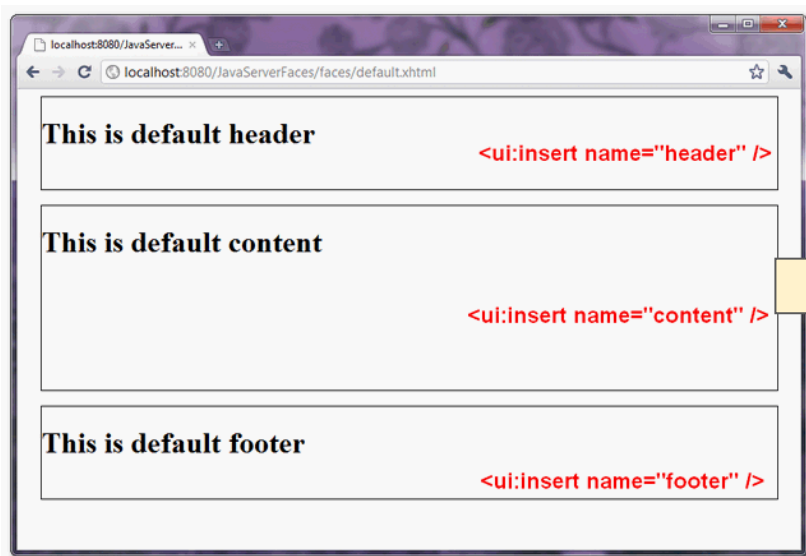 localhost:8080/JavaServer...
localhost:8080/JavaServerFaces/faces/default.xhtml
This is default header
<ui:insert name="header" />
This is default content
<ui:insert name="content" />
This is default footer
<ui:insert name="footer" />